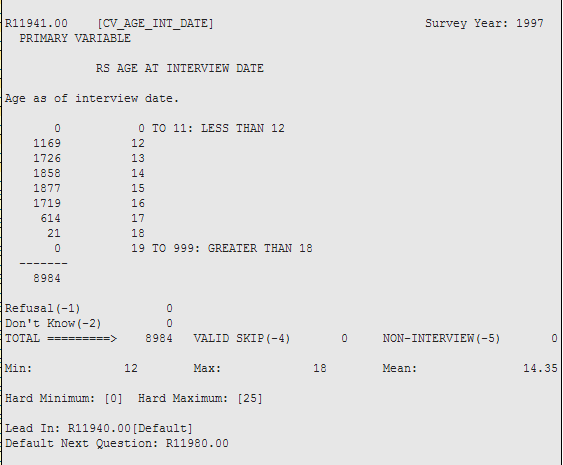 R11941.00 [CV_AGE_INT_DATE] Survey Year: 1997
PRIMARY VARIABLE
RS AGE AT INTERVIEW DATE
Age as of interview date.
0 0 TO 11: LESS THAN 12
1169 12
1726 13
1858 14
1877 15
1719 16
614 17
21 18
0 19 TO 999: GREATER THAN 18
-------
8984
Refusal(-1) 0
Don't Know(-2) 0
TOTAL =========> 8984 VALID SKIP(-4) 0 NON-INTERVIEW(-5) 0
Min: 12 Max: 18 Mean: 14.35
Hard Minimum: [0] Hard Maximum: [25]
Lead In: R11940.00[Default]
Default Next Question: R11980.00